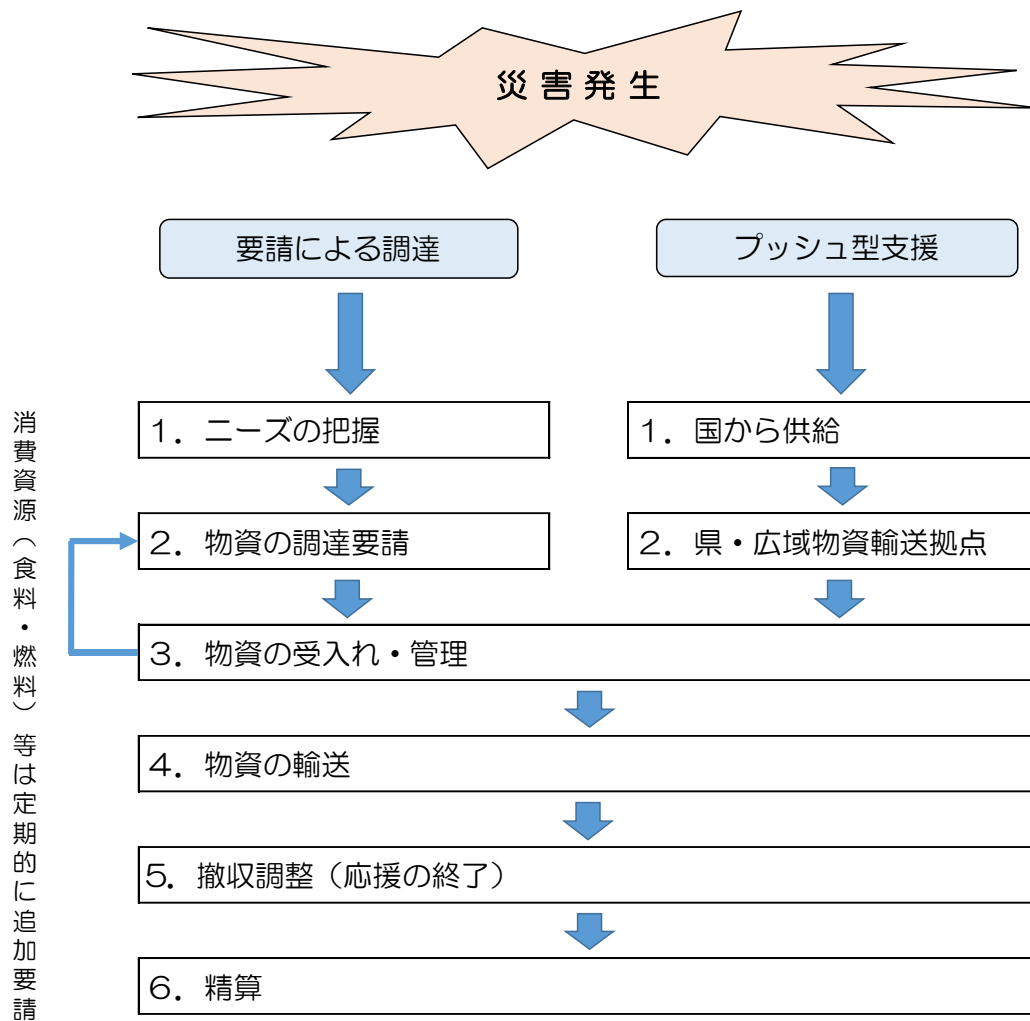 災害発生
要請による調達
プッシュ型支援
1．ニーズの把握
1．国から供給
2．物資の調達要請
2．県・広域物資輸送拠点
3．物資の受入れ・管理
4．物資の輸送
5．撤収調整（応援の終了）
6．精算
消費資源（食料・燃料）等は定期的に追加要請